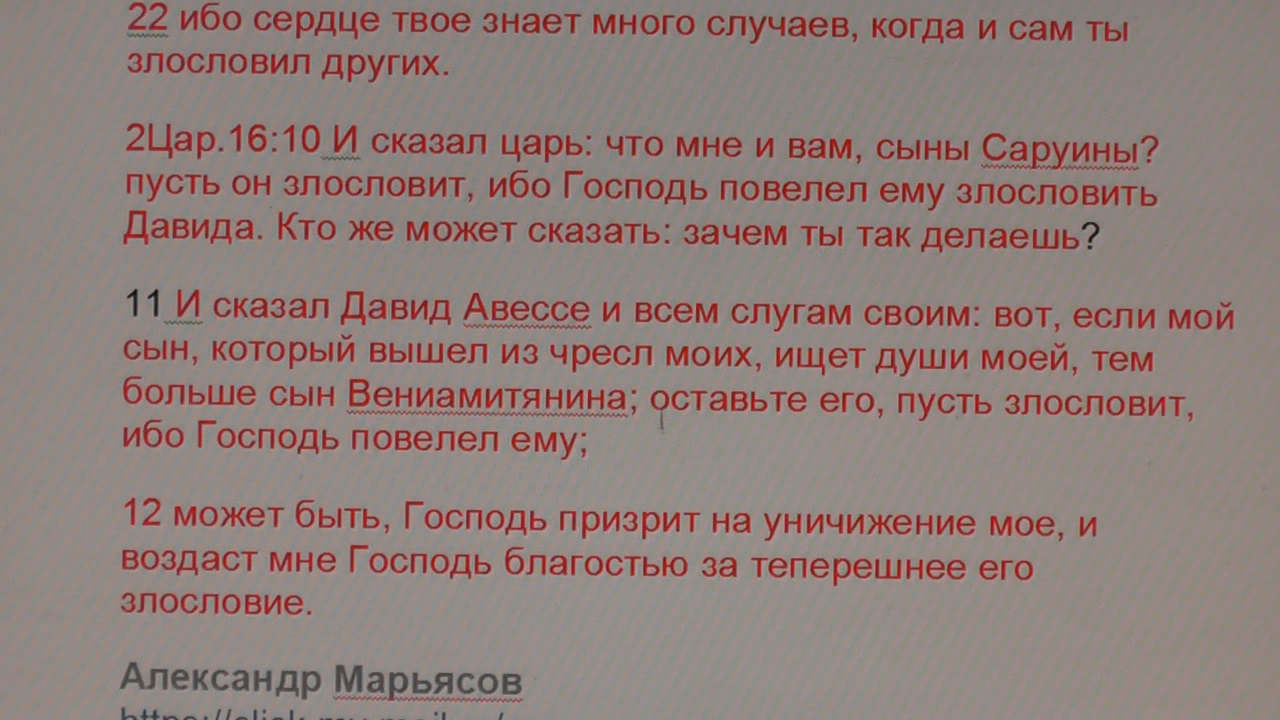 22 ибо сердце твое знает много случаев, когда и сам ты
злословил других.
2Цар.16:10 И сказал царь: что мне и вам, сыны Саруины?
пусть он злословит, ибо Господь повелел ему злословить
Давида. Кто же может сказать: зачем ты так делаешь?
11 И сказал Давид Авессе и всем слугам своим: вот, если мой
сын, который вышел из чресл моих, ищет души моей, тем
больше сын Вениамитянина; оставьте его, пусть злословит,
ибо Господь повелел ему;
12 может быть, Господь призрит на уничижение мое, и
воздаст мне Господь благостью за теперешнее его
злословие.
Александр Марьясов